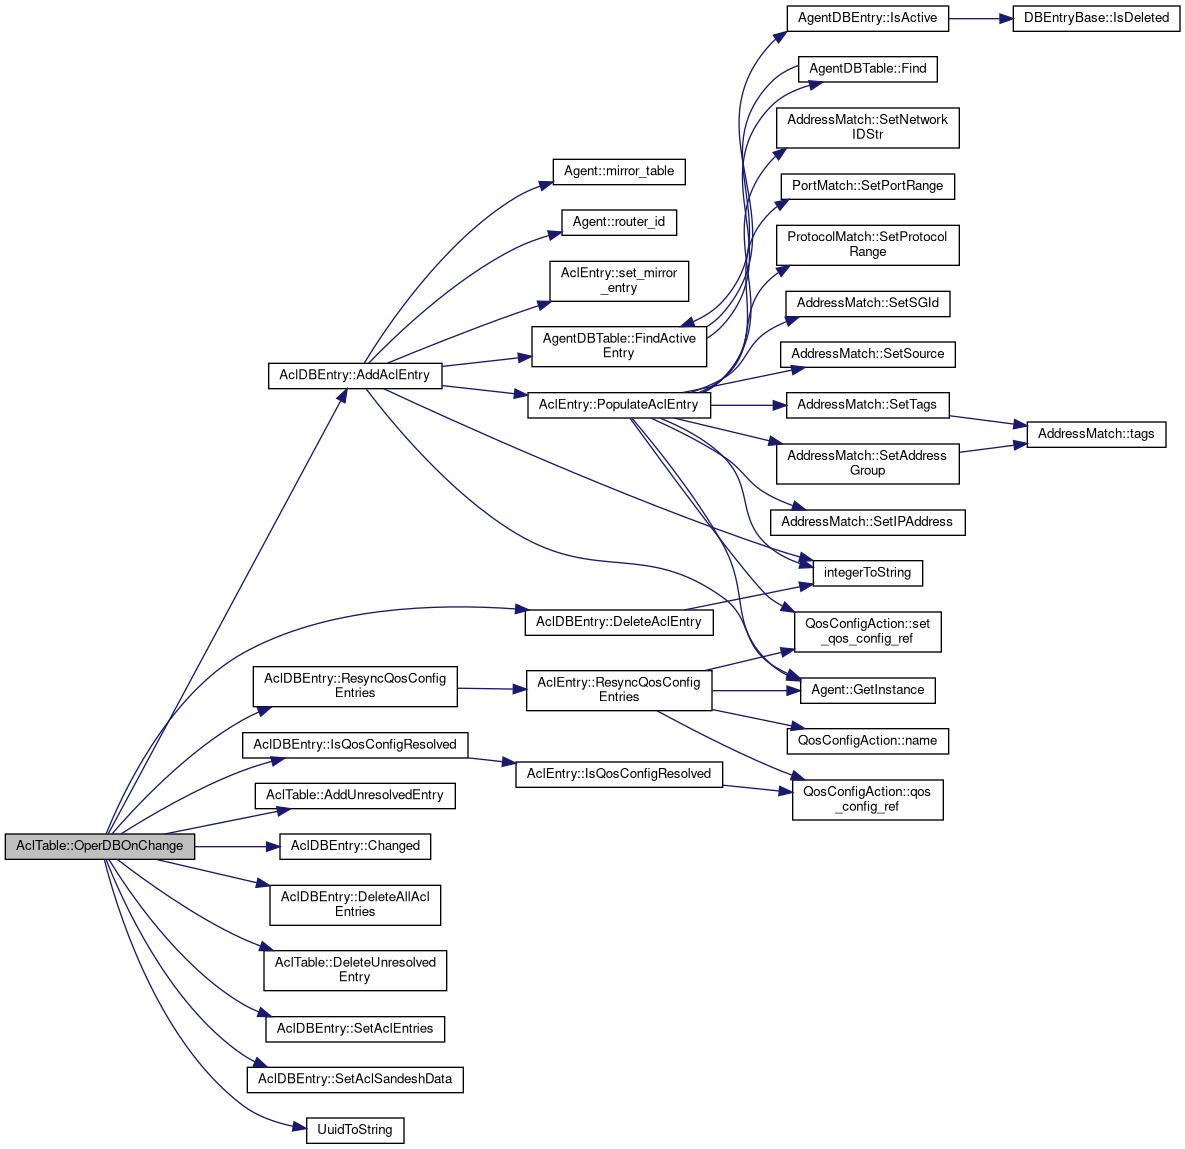 AgentDBEntry::IsActive
DBEntryBase::IsDeleted
AgentDBTable::Find
AddressMatch::SetNetwork
IDStr
Agent::mirror_table
PortMatch::SetPortRange
Agent::router_id
ProtocolMatch::SetProtocol
Range
AclEntry::set_mirror
_entry
AddressMatch::SetSGId
AgentDBTable::FindActive
Entry
AddressMatch::SetSource
AclDBEntry::AddAclEntry
AclEntry::PopulateAclEntry
AddressMatch::SetTags
AddressMatch::tags
AddressMatch::SetAddress
Group
AddressMatch::SetIPAddress
integerToString
AclDBEntry::DeleteAclEntry
QosConfigAction::set
_qos_config_ref
AclDBEntry::ResyncQosConfig
Entries
AclEntry::ResyncQosConfig
Entries
Agent::GetInstance
AclDBEntry::IsQosConfigResolved
QosConfigAction::name
AclEntry::IsQosConfigResolved
QosConfigAction::qos
_config_ref
AclTable::AddUnresolvedEntry
AclTable::OperDBOnChange
AclDBEntry::Changed
AclDBEntry::DeleteAllAcl
Entries
AclTable::DeleteUnresolved
Entry
AclDBEntry::SetAclEntries
AclDBEntry::SetAclSandeshData
UuidToString